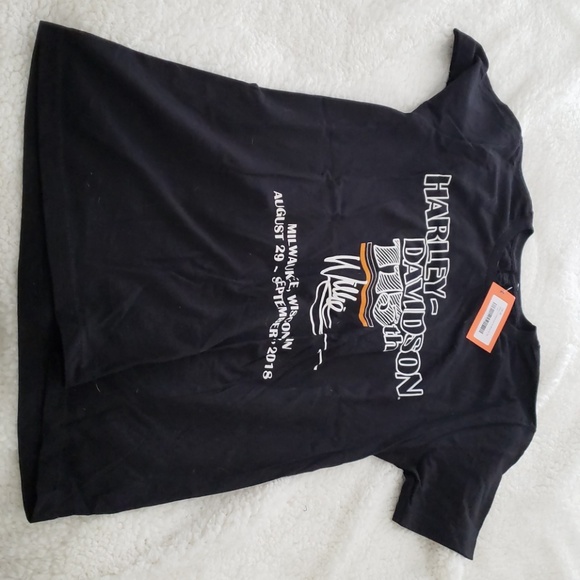 HARLEY-
DAVIDSON
115th
Willie
MILWAUKEE, WISCONSIN
AUGUST 29 ~ SEPTEMBER 2, 2018